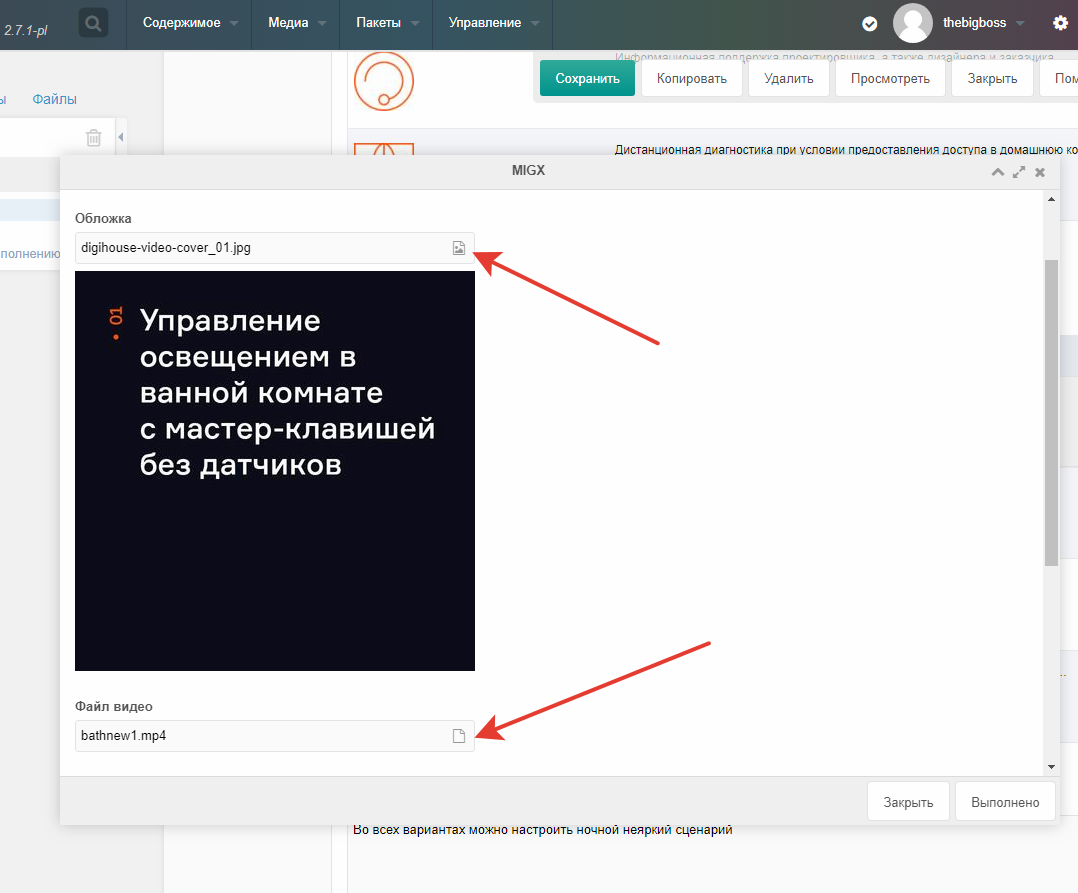 2.7.1-pl
Содержимое
Медиа
Пакеты
Управление
thebigboss
Информационная поддержка проектировщика, а также дизайнера и заказчика
Сохранить
Копировать
Удалить
Просмотреть
Закрыть
Пом
ы
Файлы
Дистанционная диагностика при условии предоставления доступа в домашнюю ко
MIGX
полнению
Обложка
digihouse-video-cover_01.jpg
• 01
Управление
освещением в
ванной комнате
с мастер-клавишей
без датчиков
Файл видео
bathnew1.mp4
Закрыть
Выполнено
Во всех вариантах можно настроить ночной неяркий сценарий